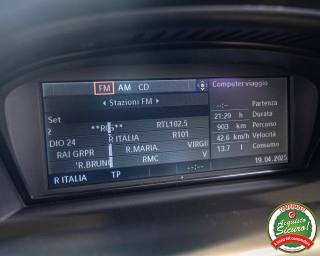 FM AM CD
Stazioni FM
Set
2 **R S** RTL102.5
DIO 24 R ITALIA R101
RAI GRPR R.MARIA. VIRGI
'R.BRUN RMC V
R ITALIA TP --:--
Computer viaggio
--:-- Partenza
21:29 h Durata
903 km Percorso
42.6 km/h Velocità
13.7 l Consumo
19.04.2025
Acquisto
Sicuro!